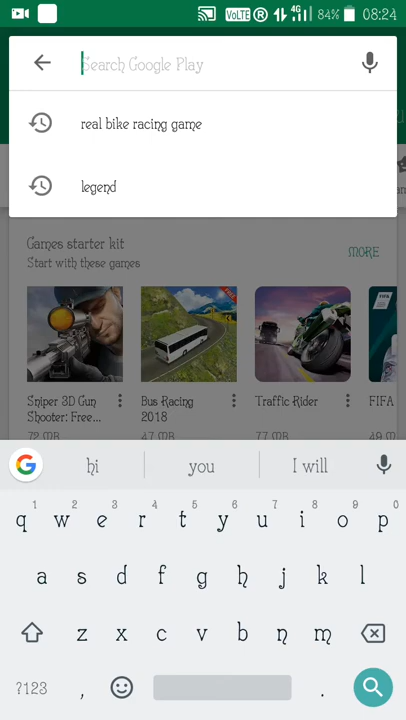 VoLTE R 4G 84% 08:24
Search Google Play
real bike racing game
legend
Games starter kit
Start with these games
MORE
Sniper 3D Gun Shooter: Free...
72 MB
Bus Racing 2018
47 MB
Traffic Rider
77 MB
FIFA
49 M
hi you I will
1 2 3 4 5 6 7 8 9 0
q w e r t y u i o p
a s d f g h j k l
z x c v b n m
?123 , .